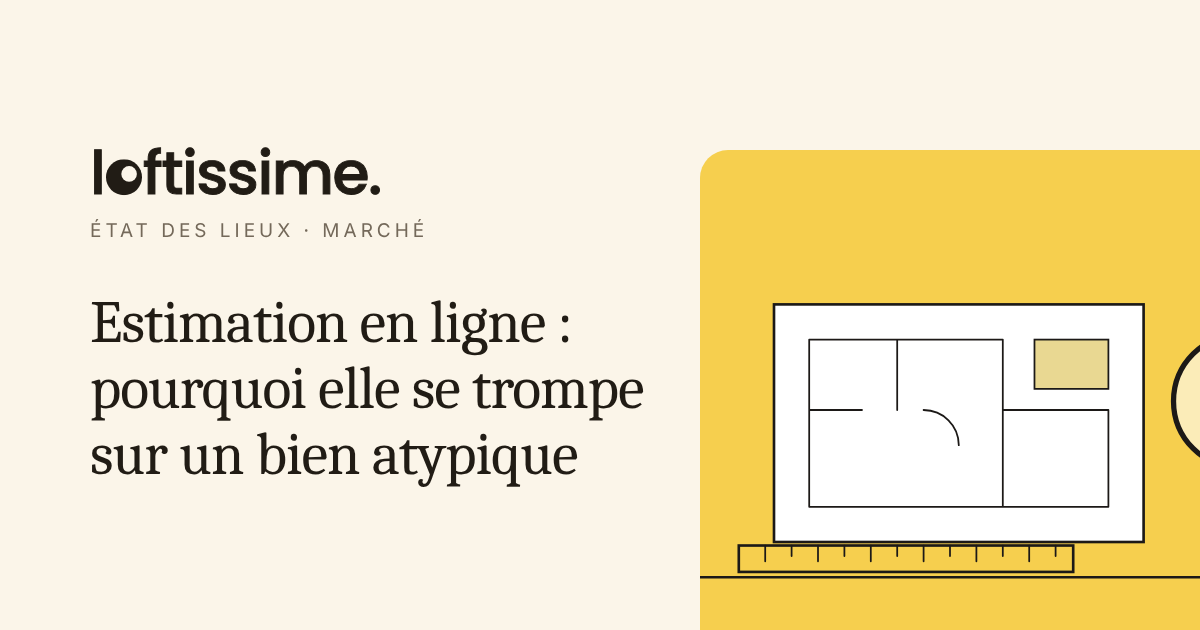 loftissime.
ÉTAT DES LIEUX · MARCHÉ
Estimation en ligne :
pourquoi elle se trompe
sur un bien atypique